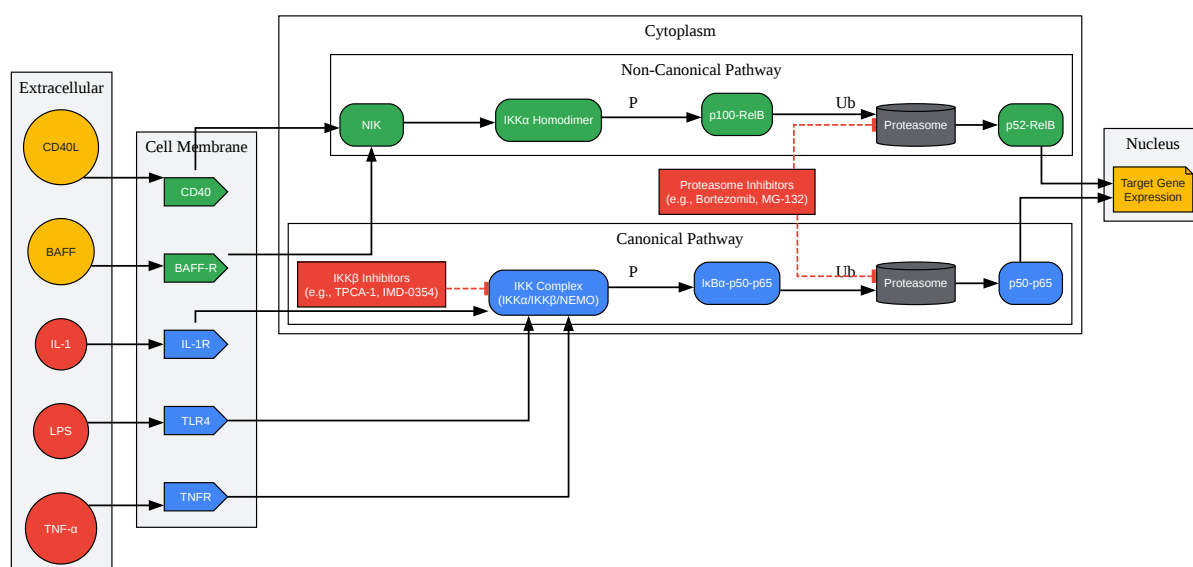 Extracellular
CD40L
BAFF
IL-1
LPS
TNF-α
Cell Membrane
CD40
BAFF-R
IL-1R
TLR4
TNFR
Cytoplasm
Non-Canonical Pathway
NIK
IKKα Homodimer
P
p100-RelB
Ub
Proteasome
p52-RelB
Proteasome Inhibitors
(e.g., Bortezomib, MG-132)
Canonical Pathway
IKKβ Inhibitors
(e.g., TPCA-1, IMD-0354)
IKK Complex
(IKKα/IKKβ/NEMO)
P
IκBα-p50-p65
Ub
Proteasome
p50-p65
Nucleus
Target Gene
Expression